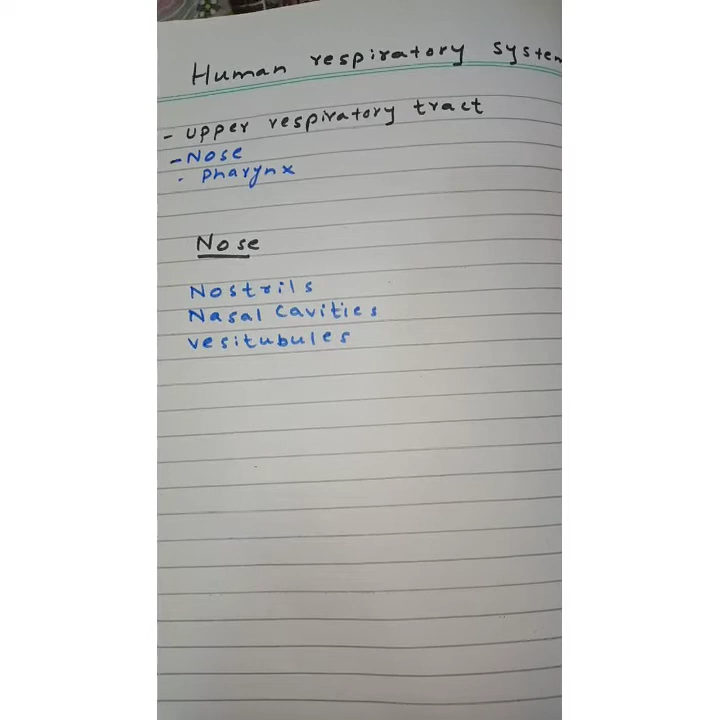 Human respiratory system
- upper respiratory tract
- Nose
- Pharynx
Nose
Nostrils
Nasal Cavities
vesitubules